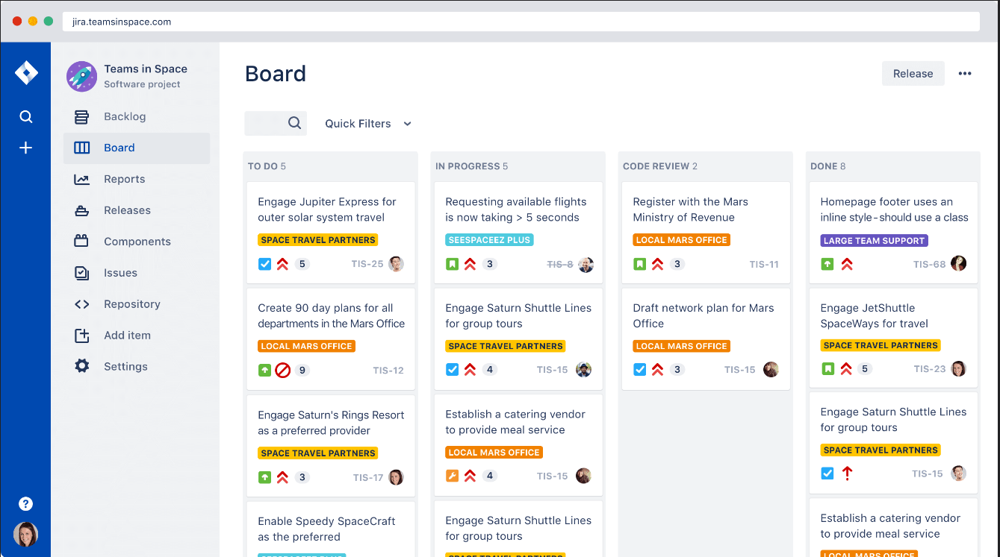 jira.teamsinspace.com
Teams in Space
Software project
Backlog
Board
Reports
Releases
Components
Issues
Repository
Add item
Settings
?
Board
Release
Quick Filters
TO DO 5
Engage Jupiter Express for
outer solar system travel
SPACE TRAVEL PARTNERS
5 TIS-25
Create 90 day plans for all
departments in the Mars Office
LOCAL MARS OFFICE
9 TIS-12
Engage Saturn's Rings Resort
as a preferred provider
SPACE TRAVEL PARTNERS
3 TIS-17
Enable Speedy SpaceCraft
as the preferred
SEESPACEEZ PLUS
IN PROGRESS 5
Requesting available flights
is now taking > 5 seconds
SEESPACEEZ PLUS
3 TIS-8
Engage Saturn Shuttle Lines
for group tours
SPACE TRAVEL PARTNERS
4 TIS-15
Establish a catering vendor
to provide meal service
LOCAL MARS OFFICE
4 TIS-15
Engage Saturn Shuttle Lines
for group tours
SPACE TRAVEL PARTNERS
CODE REVIEW 2
Register with the Mars
Ministry of Revenue
LOCAL MARS OFFICE
3 TIS-11
Draft network plan for Mars
Office
LOCAL MARS OFFICE
3 TIS-15
DONE 8
Homepage footer uses an
inline style-should use a class
LARGE TEAM SUPPORT
TIS-68
Engage JetShuttle
SpaceWays for travel
SPACE TRAVEL PARTNERS
5 TIS-23
Engage Saturn Shuttle Lines
for group tours
SPACE TRAVEL PARTNERS
TIS-15
Establish a catering vendor
to provide meal service
LOCAL MARS OFFICE